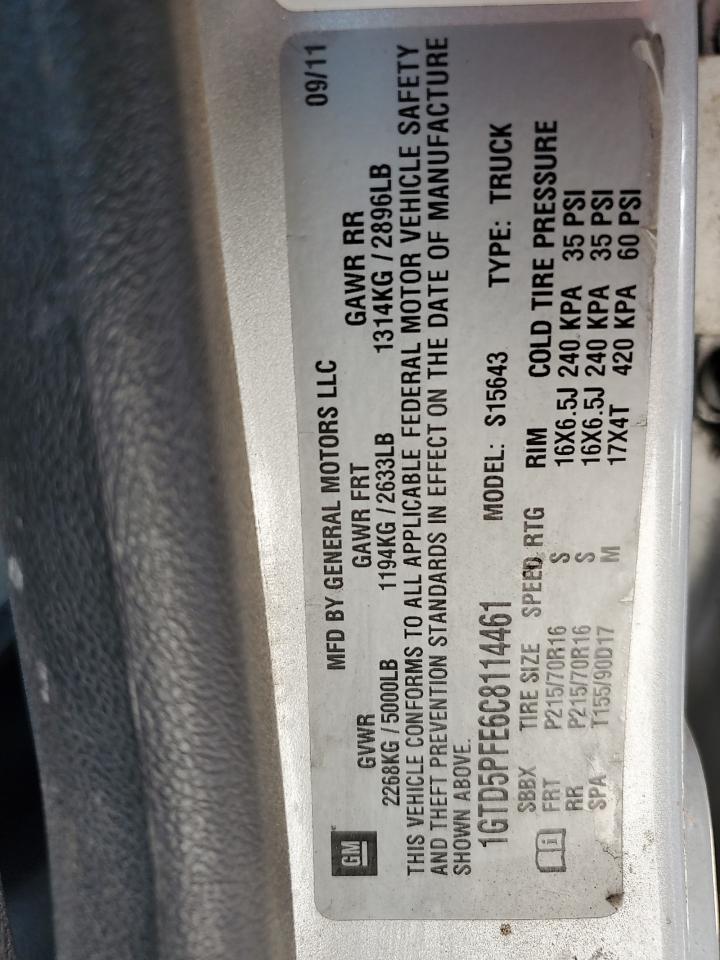 GM MFD BY GENERAL MOTORS LLC 09/11
GVWR GAWR FRT GAWR RR
2268KG / 5000LB 1194KG / 2633LB 1314KG / 2896LB
THIS VEHICLE CONFORMS TO ALL APPLICABLE FEDERAL MOTOR VEHICLE SAFETY
AND THEFT PREVENTION STANDARDS IN EFFECT ON THE DATE OF MANUFACTURE
SHOWN ABOVE.
1GTD5PFE6C8114461 MODEL: S15643 TYPE: TRUCK
SBBX TIRE SIZE SPEED RTG RIM COLD TIRE PRESSURE
FRT P215/70R16 S 16X6.5J 240 KPA 35 PSI
RR P215/70R16 S 16X6.5J 240 KPA 35 PSI
SPA T155/90D17 M 17X4T 420 KPA 60 PSI